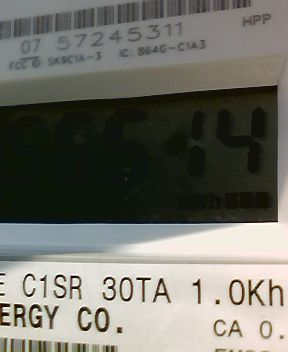 07 57245311
HPP
FCC ID: SK9C1A-3 IC: 864G-C1A3
14
E C1SR 30TA 1.0Kh
ERGY CO.
CA 0.